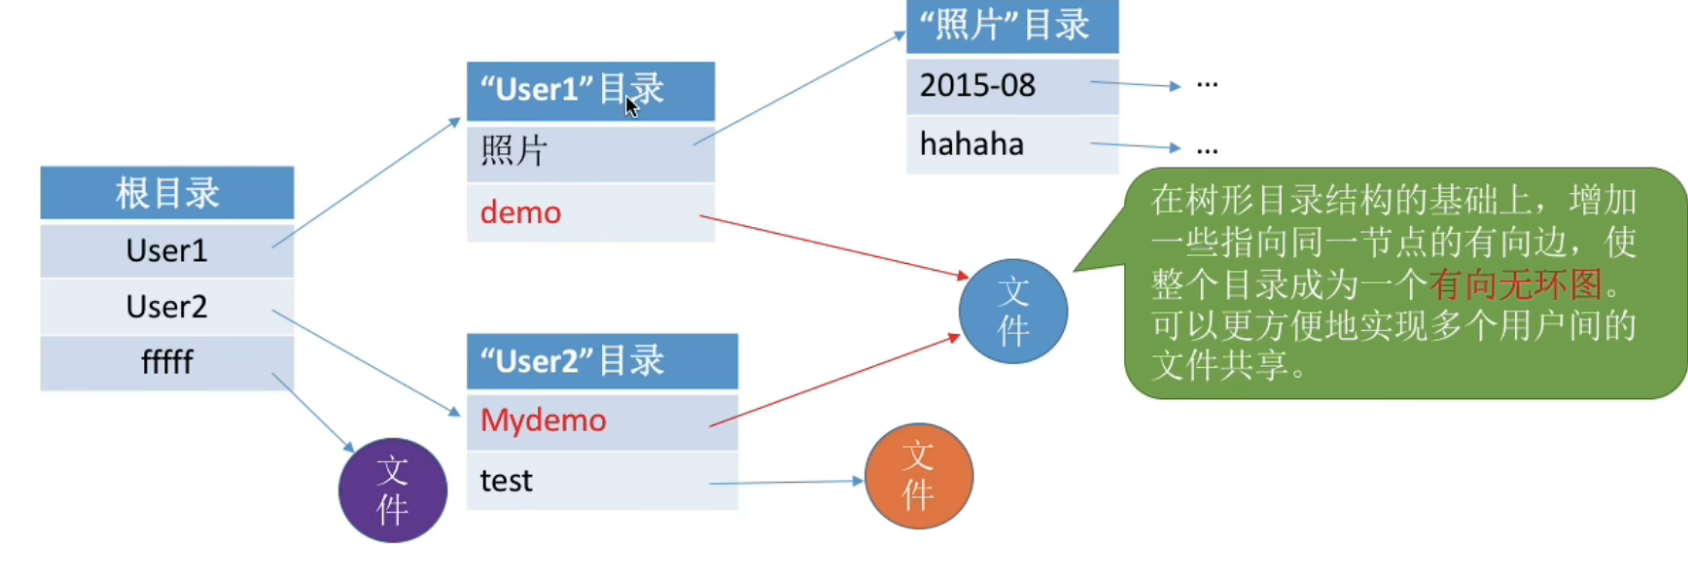 根目录
User1
User2
fffff
文
件
“User1”目录
照片
demo
“User2”目录
Mydemo
test
文
件
“照片”目录
2015-08
...
hahaha
...
文
件
在树形目录结构的基础上，增加
一些指向同一节点的有向边，使
整个目录成为一个有向无环图。
可以更方便地实现多个用户间的
文件共享。